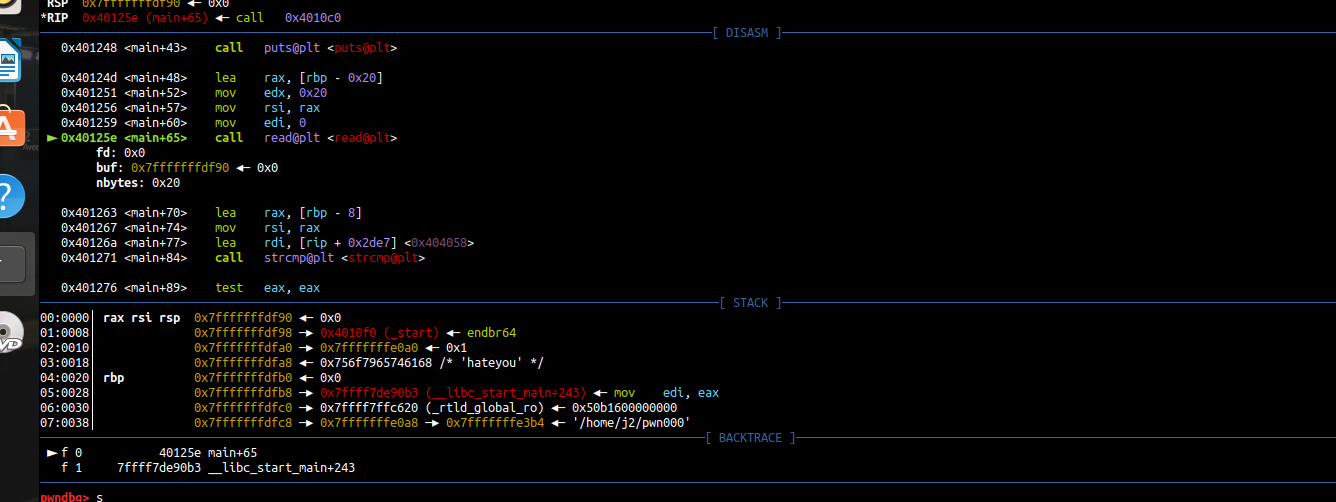 RSP 0x7fffffffdf90 ◂— 0x0
*RIP 0x40125e (main+65) ◂— call 0x4010c0
[ DISASM ]
0x401248 <main+43> call puts@plt <puts@plt>
0x40124d <main+48> lea rax, [rbp - 0x20]
0x401251 <main+52> mov edx, 0x20
0x401256 <main+57> mov rsi, rax
0x401259 <main+60> mov edi, 0
► 0x40125e <main+65> call read@plt <read@plt>
fd: 0x0
buf: 0x7fffffffdf90 ◂— 0x0
nbytes: 0x20
0x401263 <main+70> lea rax, [rbp - 8]
0x401267 <main+74> mov rsi, rax
0x40126a <main+77> lea rdi, [rip + 0x2de7] <0x404058>
0x401271 <main+84> call strcmp@plt <strcmp@plt>
0x401276 <main+89> test eax, eax
[ STACK ]
00:0000│ rax rsi rsp 0x7fffffffdf90 ◂— 0x0
01:0008│ 0x7fffffffdf98 —▸ 0x4010f0 (_start) ◂— endbr64
02:0010│ 0x7fffffffdfa0 —▸ 0x7fffffffe0a0 ◂— 0x1
03:0018│ 0x7fffffffdfa8 ◂— 0x756f7965746168 /* 'hateyou' */
04:0020│ rbp 0x7fffffffdfb0 ◂— 0x0
05:0028│ 0x7fffffffdfb8 —▸ 0x7ffff7de90b3 (__libc_start_main+243) ◂— mov edi, eax
06:0030│ 0x7fffffffdfc0 —▸ 0x7ffff7ffc620 (_rtld_global_ro) ◂— 0x50b1600000000
07:0038│ 0x7fffffffdfc8 —▸ 0x7fffffffe0a8 —▸ 0x7fffffffe3b4 ◂— '/home/j2/pwn000'
[ BACKTRACE ]
► f 0 40125e main+65
f 1 7ffff7de90b3 __libc_start_main+243
pwndbg> s